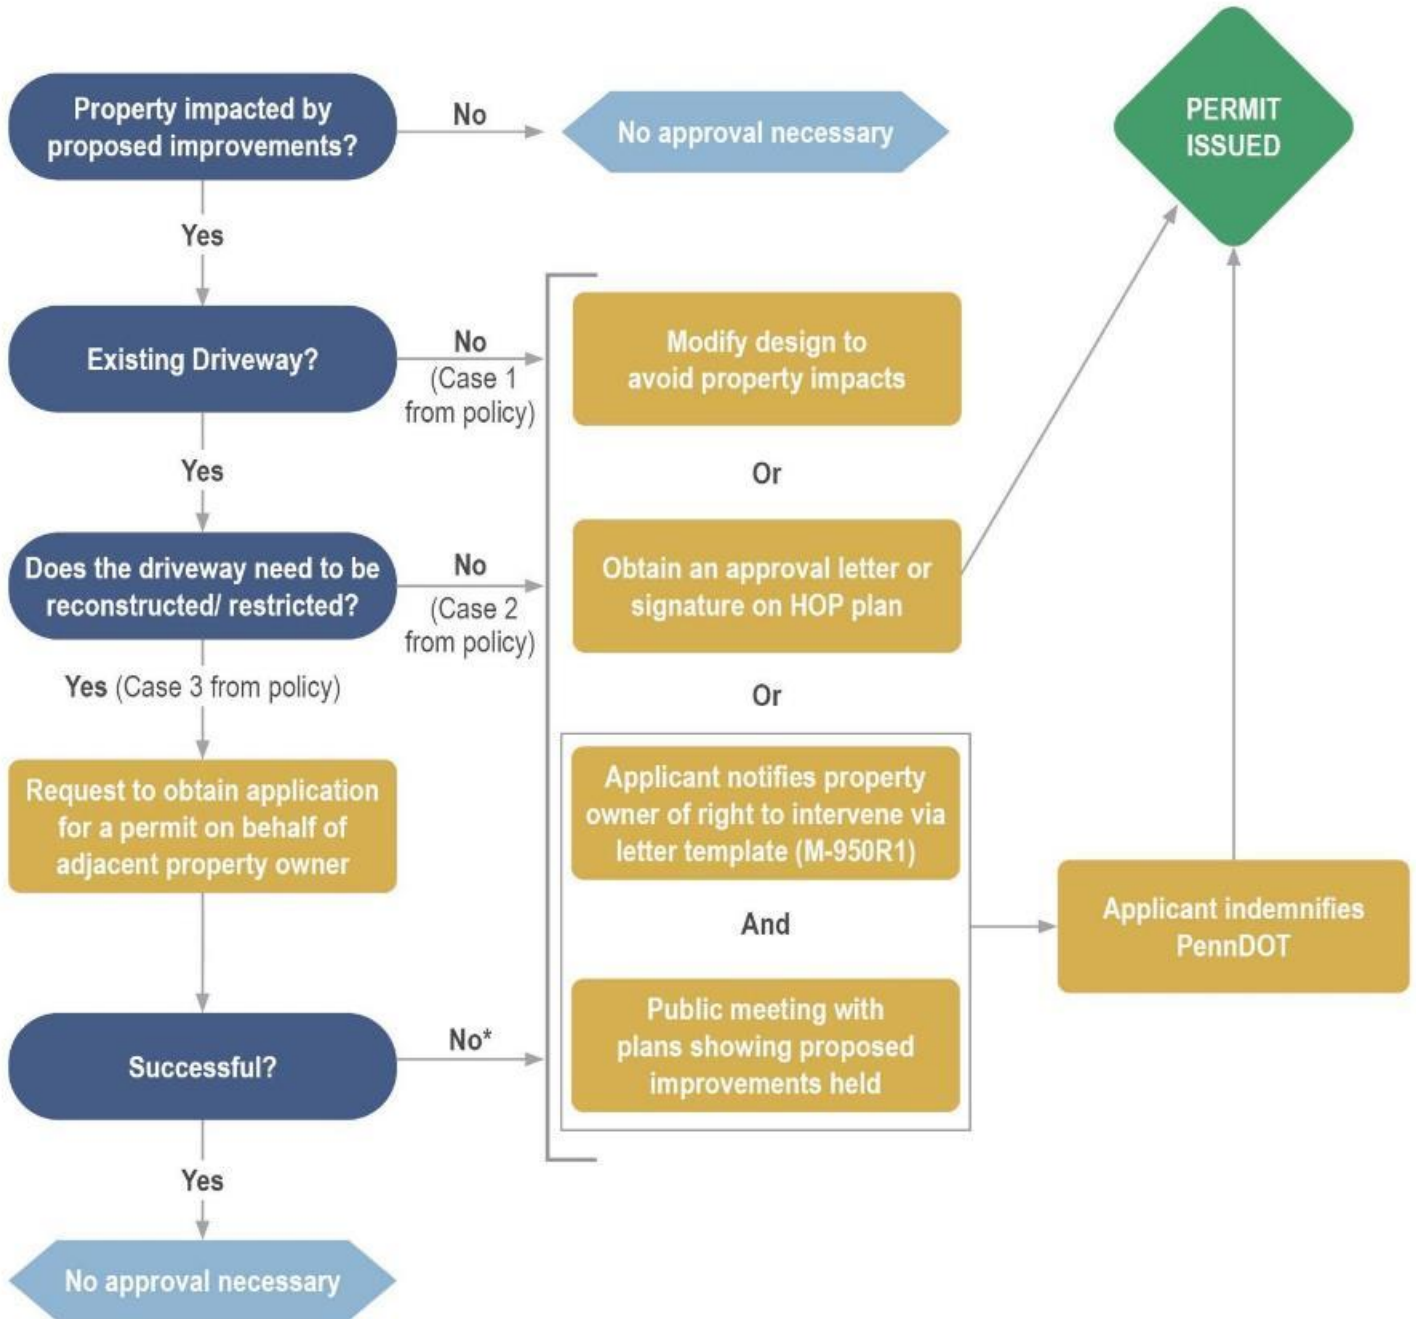 Property impacted by
proposed improvements?
No
No approval necessary
PERMIT
ISSUED
Yes
Existing Driveway?
No
(Case 1
from policy)
Modify design to
avoid property impacts
Or
Yes
Does the driveway need to be
reconstructed/ restricted?
No
(Case 2
from policy)
Obtain an approval letter or
signature on HOP plan
Or
Yes (Case 3 from policy)
Request to obtain application
for a permit on behalf of
adjacent property owner
Applicant notifies property
owner of right to intervene via
letter template (M-950R1)
And
Public meeting with
plans showing proposed
improvements held
Applicant indemnifies
PennDOT
Successful?
No*
Yes
No approval necessary